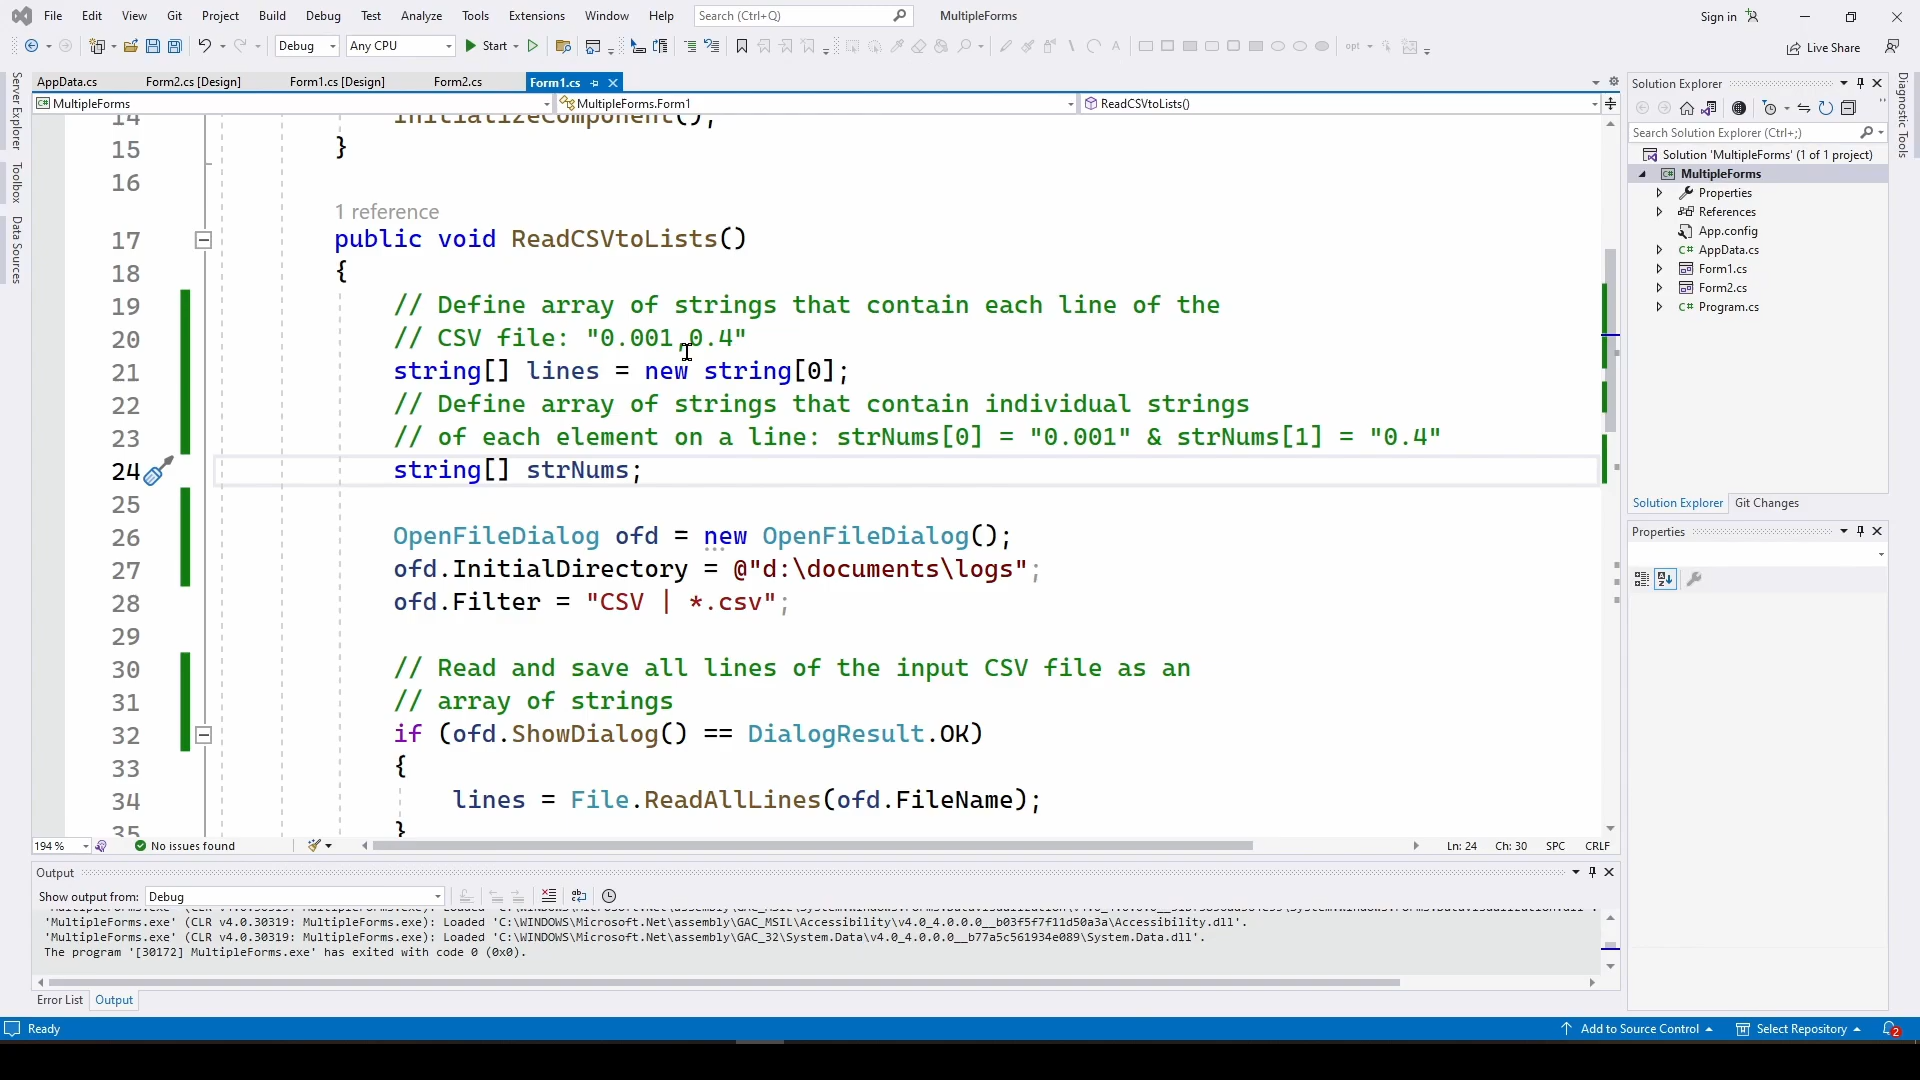 File Edit View Git Project Build Debug Test Analyze Tools Extensions Window Help Search (Ctrl+Q) MultipleForms Sign in
Debug Any CPU Start Live Share
AppData.cs Form2.cs [Design] Form1.cs [Design] Form2.cs Form1.cs
MultipleForms MultipleForms.Form1 ReadCSVtoLists()
Server Explorer
Toolbox
Data Sources
14 InitializeComponent();
15 }
16
1 reference
17 public void ReadCSVtoLists()
18 {
19 // Define array of strings that contain each line of the
20 // CSV file: "0.001,0.4"
21 string[] lines = new string[0];
22 // Define array of strings that contain individual strings
23 // of each element on a line: strNums[0] = "0.001" & strNums[1] = "0.4"
24 string[] strNums;
25
26 OpenFileDialog ofd = new OpenFileDialog();
27 ofd.InitialDirectory = @"d:\documents\logs";
28 ofd.Filter = "CSV | *.csv";
29
30 // Read and save all lines of the input CSV file as an
31 // array of strings
32 if (ofd.ShowDialog() == DialogResult.OK)
33 {
34 lines = File.ReadAllLines(ofd.FileName);
35 }
194 % No issues found Ln: 24 Ch: 30 SPC CRLF
Output
Show output from: Debug
'MultipleForms.exe' (CLR v4.0.30319: MultipleForms.exe): Loaded 'C:\WINDOWS\Microsoft.Net\assembly\GAC_MSIL\Accessibility\v4.0_4.0.0.0__b03f5f7f11d50a3a\Accessibility.dll'.
'MultipleForms.exe' (CLR v4.0.30319: MultipleForms.exe): Loaded 'C:\WINDOWS\Microsoft.Net\assembly\GAC_32\System.Data\v4.0_4.0.0.0__b77a5c561934e089\System.Data.dll'.
The program '[30172] MultipleForms.exe' has exited with code 0 (0x0).
Error List Output
Solution Explorer
Search Solution Explorer (Ctrl+;)
Solution 'MultipleForms' (1 of 1 project)
MultipleForms
Properties
References
App.config
AppData.cs
Form1.cs
Form2.cs
Program.cs
Solution Explorer Git Changes
Properties
Diagnostic Tools
Ready Add to Source Control Select Repository 2